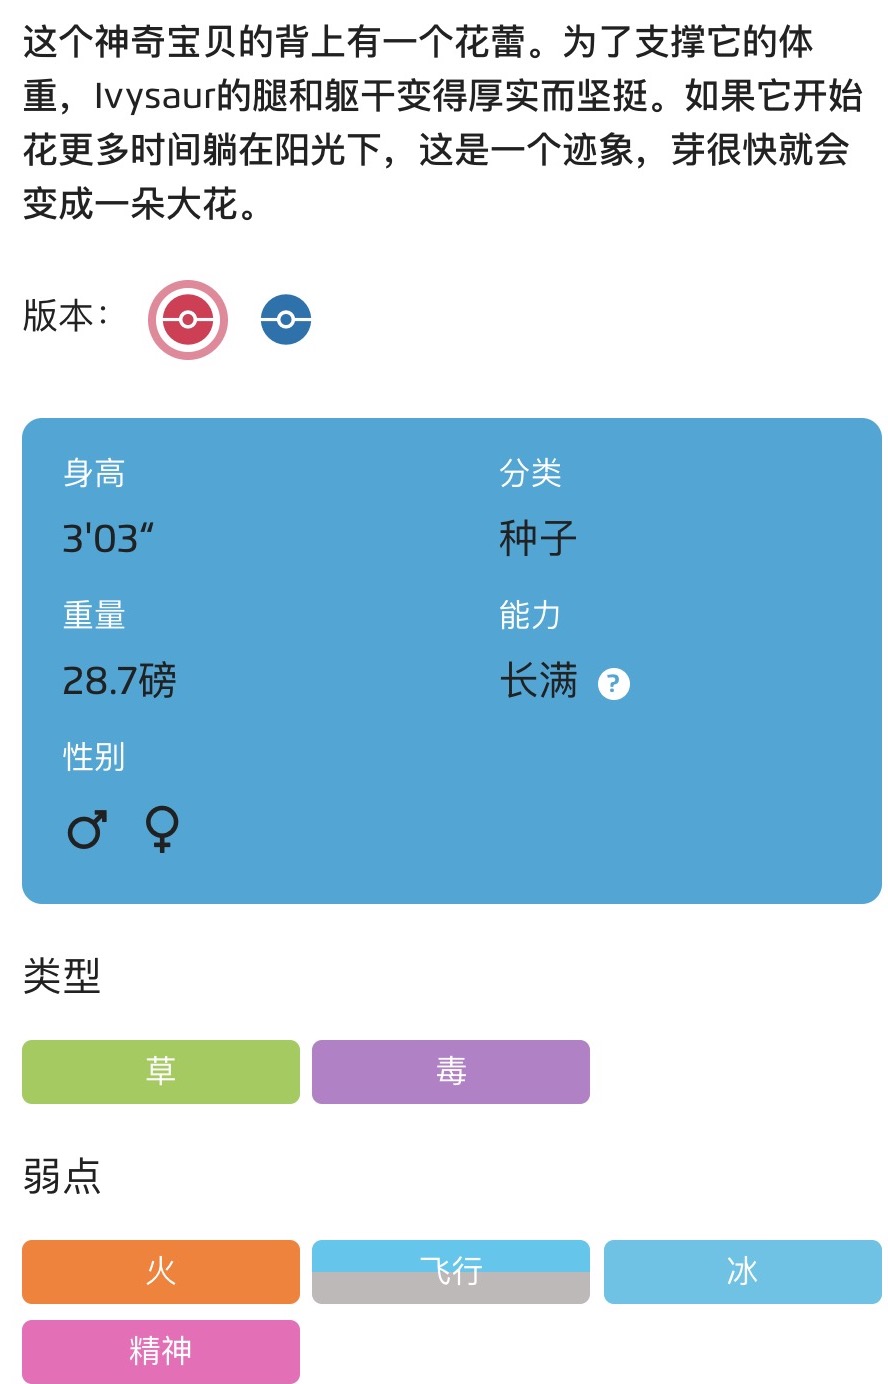 这个神奇宝贝的背上有一个花蕾。为了支撑它的体
重，Ivysaur的腿和躯干变得厚实而坚挺。如果它开始
花更多时间躺在阳光下，这是一个迹象，芽很快就会
变成一朵大花。
版本：
身高
3'03“
分类
种子
重量
28.7磅
能力
长满 ?
性别
♂ ♀
类型
草 毒
弱点
火 飞行 冰
精神